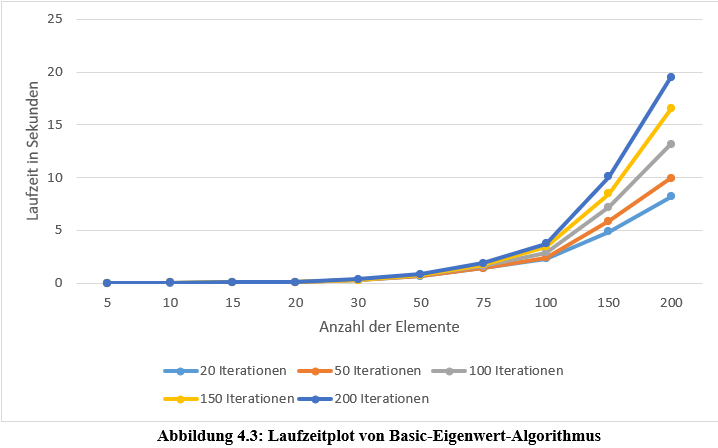 25
20
15
10
5
0
Laufzeit in Sekunden
5 10 15 20 30 50 75 100 150 200
Anzahl der Elemente
20 Iterationen 50 Iterationen 100 Iterationen
150 Iterationen 200 Iterationen
Abbildung 4.3: Laufzeitplot von Basic-Eigenwert-Algorithmus